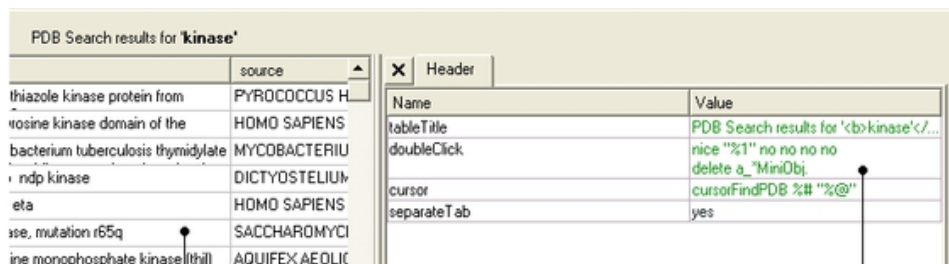 PDB Search results for 'kinase'
source
thiazole kinase protein from PYROCOCCUS H
rosine kinase domain of the HOMO SAPIENS
bacterium tuberculosis thymidylate MYCOBACTERIU
ndp kinase DICTYOSTELIUM
eta HOMO SAPIENS
ase, mutation r65q SACCHAROMYCI
ine monophosphate kinase (thil) AQUIFEX AEOLIC
Header
Name Value
tableTitle PDB Search results for '<b>kinase'</...
doubleClick nice "%1" no no no no
delete a_*MiniObj.
cursor cursorFindPDB %# "%@"
separateTab yes